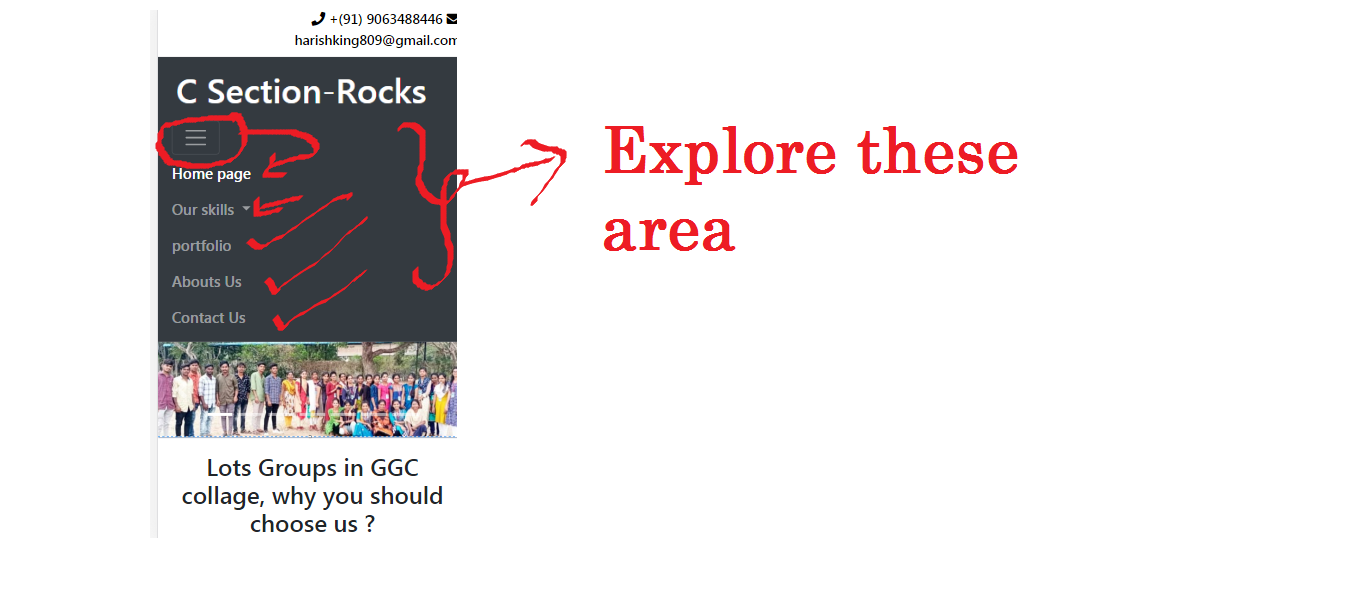 +(91) 9063488446
harishking809@gmail.com
C Section-Rocks
Home page
Our skills
portfolio
Abouts Us
Contact Us
Explore these
area
Lots Groups in GGC
collage, why you should
choose us ?